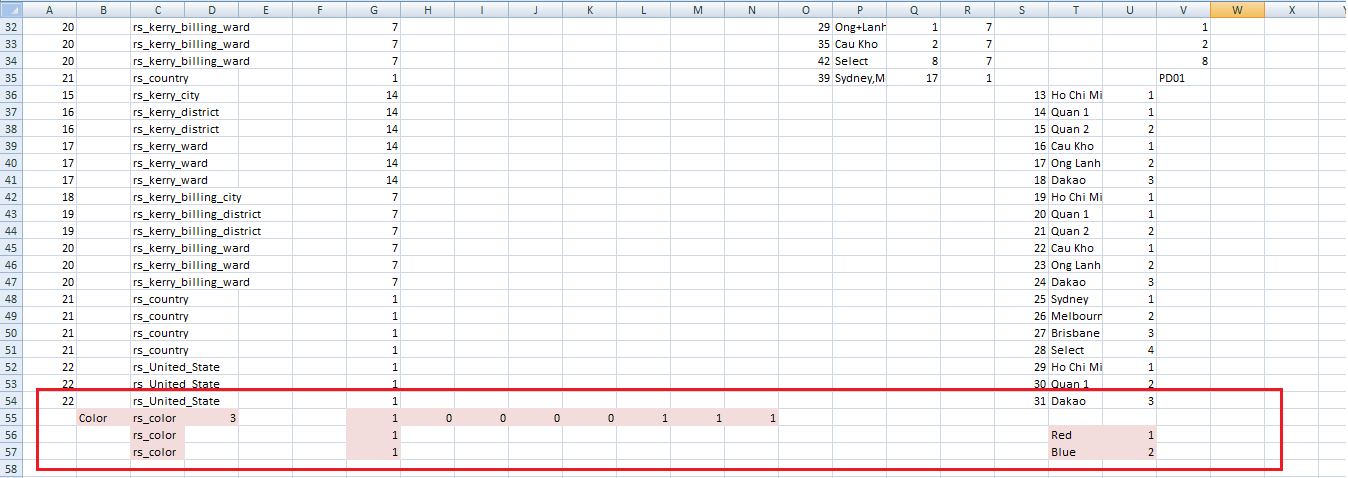 A B C D E F G H I J K L M N O P Q R S T U V W X Y
32 20 rs_kerry_billing_ward 7 29 Ong+Lanh 1 7 1
33 20 rs_kerry_billing_ward 7 35 Cau Kho 2 7 2
34 20 rs_kerry_billing_ward 7 42 Select 8 7 8
35 21 rs_country 1 39 Sydney,M 17 1 PD01
36 15 rs_kerry_city 14 13 Ho Chi Mi 1
37 16 rs_kerry_district 14 14 Quan 1 1
38 16 rs_kerry_district 14 15 Quan 2 2
39 17 rs_kerry_ward 14 16 Cau Kho 1
40 17 rs_kerry_ward 14 17 Ong Lanh 2
41 17 rs_kerry_ward 14 18 Dakao 3
42 18 rs_kerry_billing_city 7 19 Ho Chi Mi 1
43 19 rs_kerry_billing_district 7 20 Quan 1 1
44 19 rs_kerry_billing_district 7 21 Quan 2 2
45 20 rs_kerry_billing_ward 7 22 Cau Kho 1
46 20 rs_kerry_billing_ward 7 23 Ong Lanh 2
47 20 rs_kerry_billing_ward 7 24 Dakao 3
48 21 rs_country 1 25 Sydney 1
49 21 rs_country 1 26 Melbourn 2
50 21 rs_country 1 27 Brisbane 3
51 21 rs_country 1 28 Select 4
52 22 rs_United_State 1 29 Ho Chi Mi 1
53 22 rs_United_State 1 30 Quan 1 2
54 22 rs_United_State 1 31 Dakao 3
55 Color rs_color 3 1 0 0 0 0 1 1 1
56 rs_color 1 Red 1
57 rs_color 1 Blue 2
58